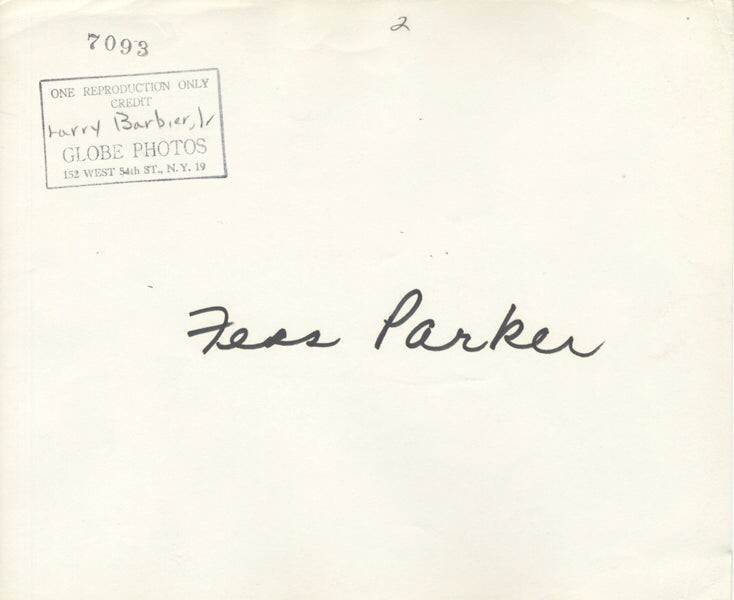 2
7093
ONE REPRODUCTION ONLY
CREDIT
Larry Barbier, Jr
GLOBE PHOTOS
152 WEST 54th ST., N.Y. 19
Fess Parker